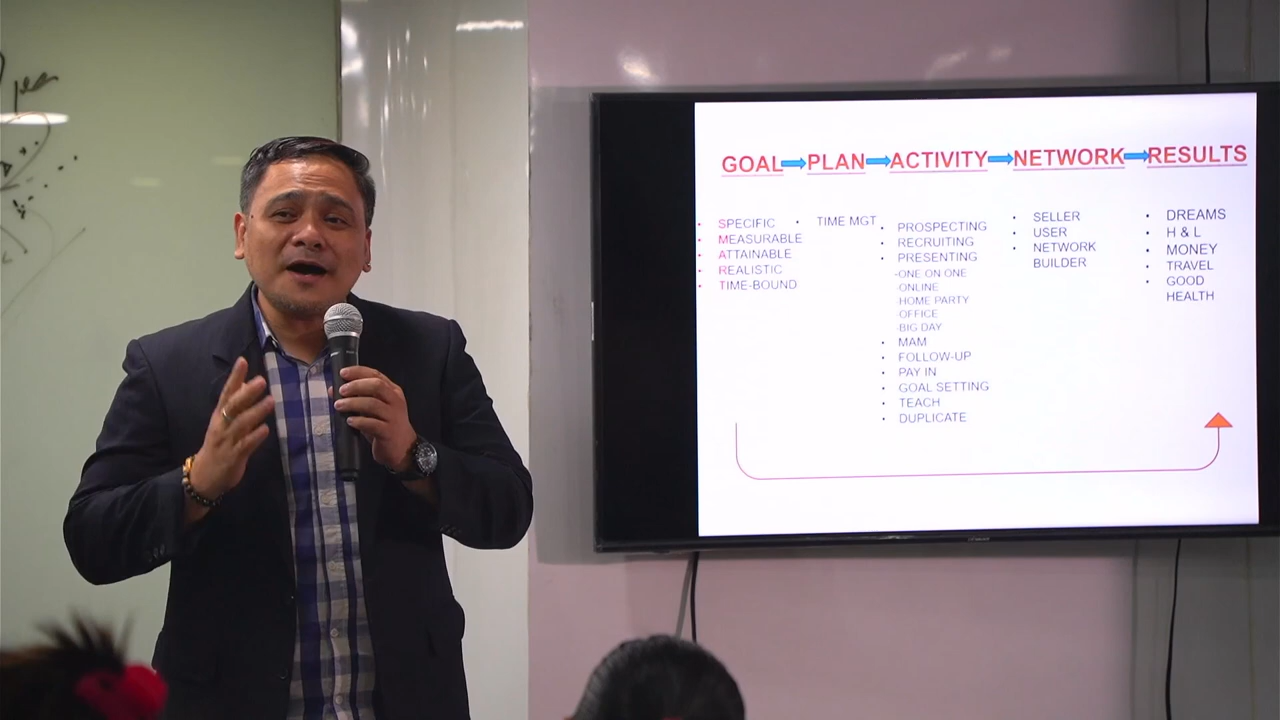 GOAL PLAN ACTIVITY NETWORK RESULTS
• SPECIFIC
• MEASURABLE
• ATTAINABLE
• REALISTIC
• TIME-BOUND
• TIME MGT
• PROSPECTING
• RECRUITING
• PRESENTING
-ONE ON ONE
ONLINE
-HOME PARTY
-OFFICE
-BIG DAY
• MAM
• FOLLOW-UP
• PAY IN
• GOAL SETTING
• TEACH
• DUPLICATE
• SELLER
• USER
• NETWORK
BUILDER
• DREAMS
• H & L
• MONEY
• TRAVEL
• GOOD
HEALTH